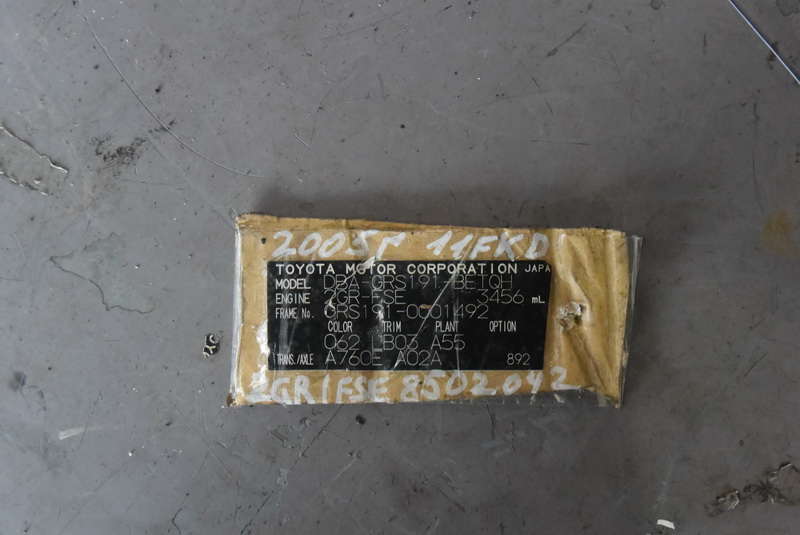 2005г 11FKD
TOYOTA MOTOR CORPORATION JAPA
MODEL DBA-GRS191-BETQH
ENGINE 2GR-FSE 3456 mL
FRAME No. GRS191-0001492
COLOR TRIM PLANT OPTION
062 LB03 A55
TRANS./AXLE A760E A02A 892
2GR/FSE 8502042